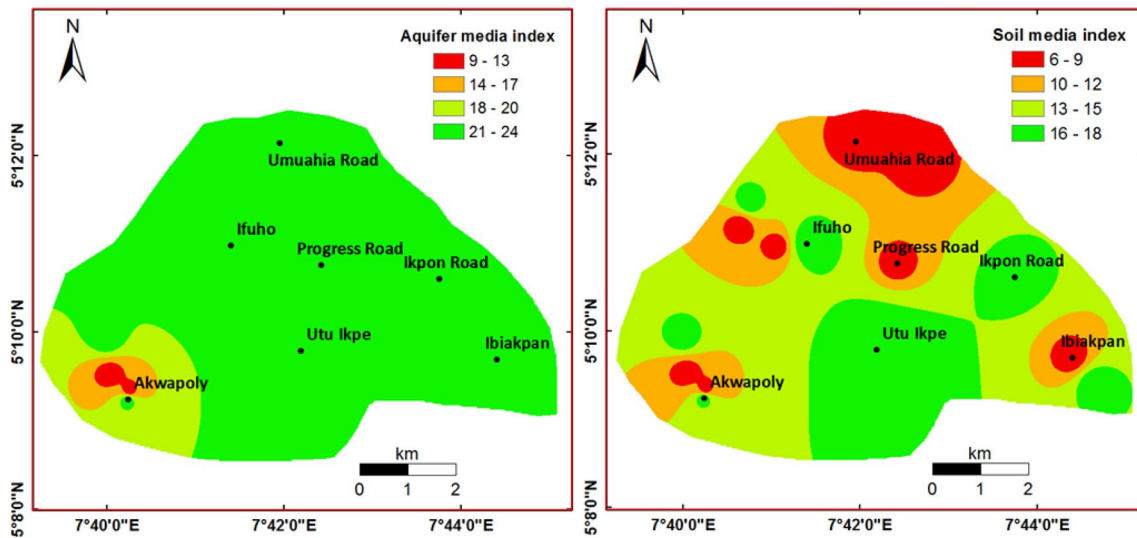 N
Aquifer media index
9 - 13
14 - 17
18 - 20
21 - 24
5°12'0"N
5°10'0"N
5°8'0"N
Umuahia Road
Ifuho
Progress Road
Ikpon Road
Utu Ikpe
Ibiakpan
Akwapoly
km
0 1 2
7°40'0"E 7°42'0"E 7°44'0"E
N
Soil media index
6 - 9
10 - 12
13 - 15
16 - 18
5°12'0"N
5°10'0"N
5°8'0"N
Umuahia Road
Ifuho
Progress Road
Ikpon Road
Utu Ikpe
Ibiakpan
Akwapoly
km
0 1 2
7°40'0"E 7°42'0"E 7°44'0"E